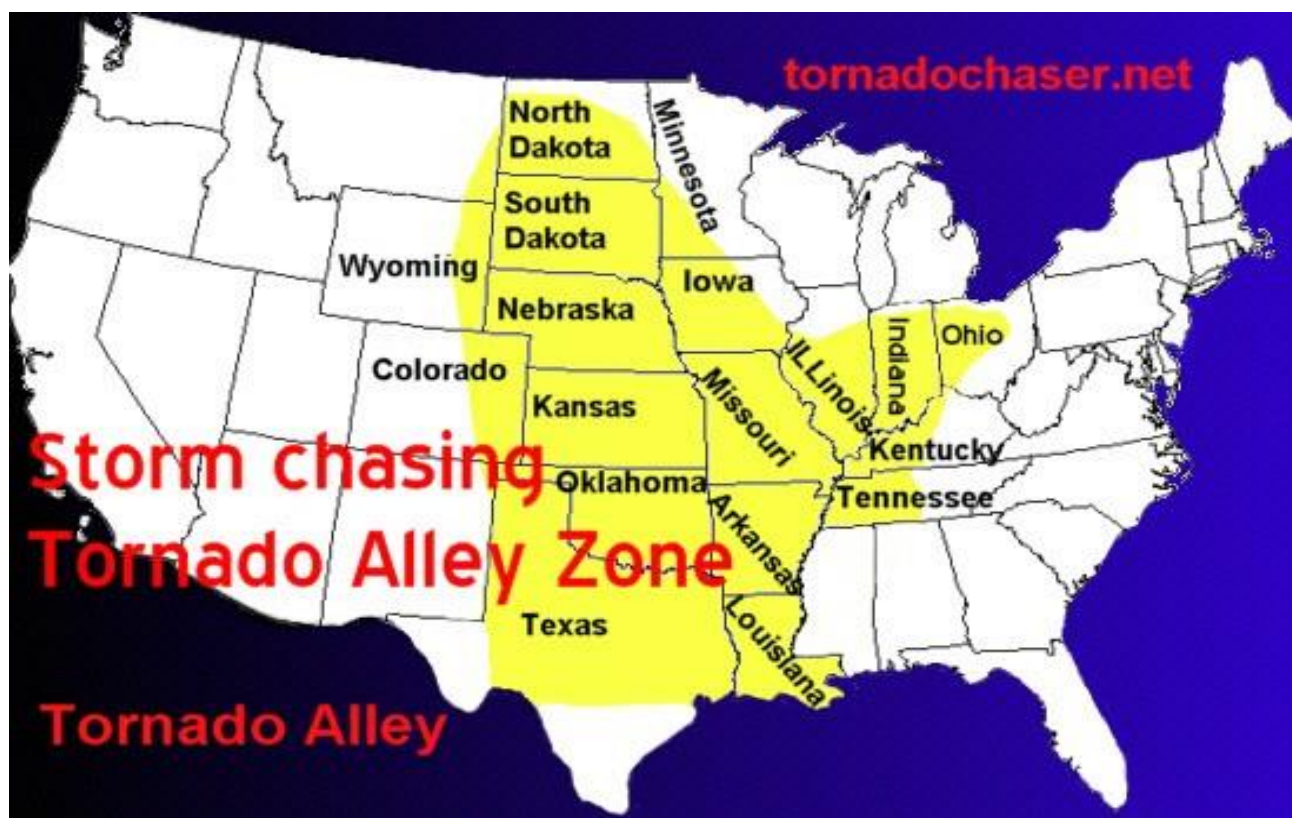 tornadochaser.net
North
Dakota
Minnesota
South
Dakota
Wyoming
Iowa
Nebraska
Colorado
ILLinois
Indiana
Ohio
Kansas
Missouri
Kentucky
Storm chasing
Oklahoma
Tennessee
Arkansas
Tornado Alley Zone
Texas
Louisiana
Tornado Alley